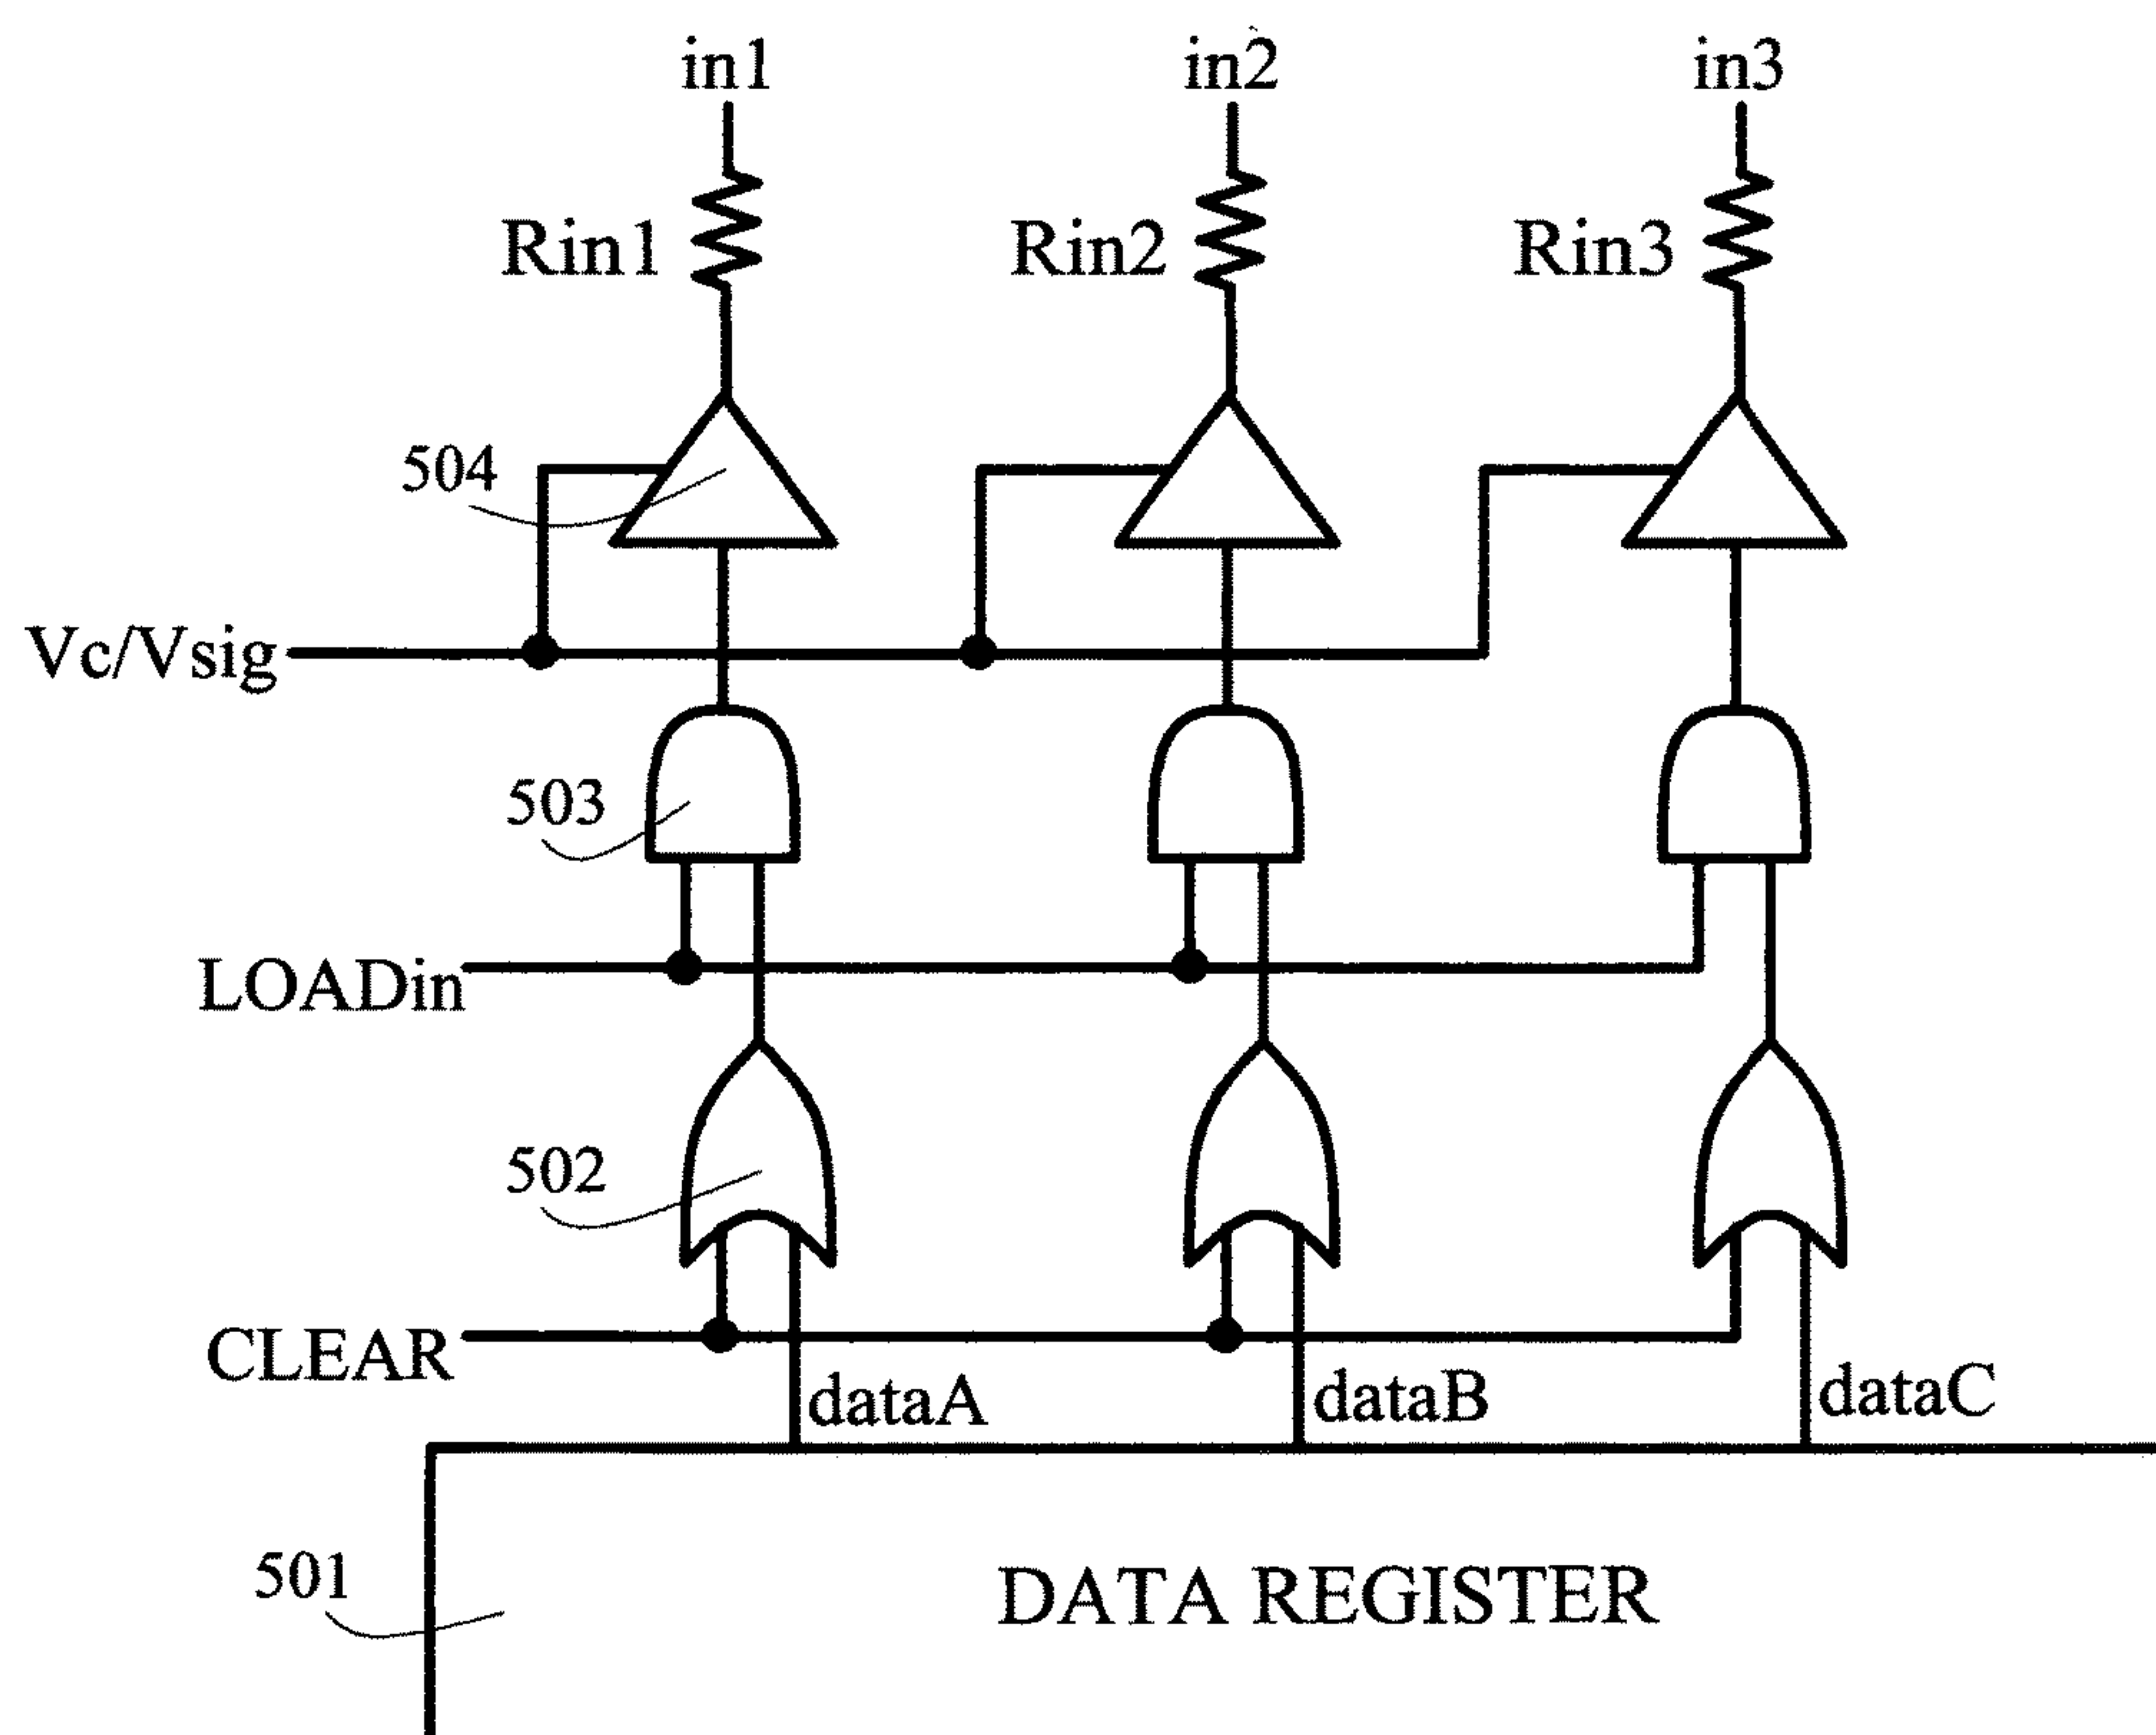 in1 in2 in3
Rin1 Rin2 Rin3
504
Vc/Vsig
503
LOADin
502
CLEAR
dataA dataB dataC
501 DATA REGISTER